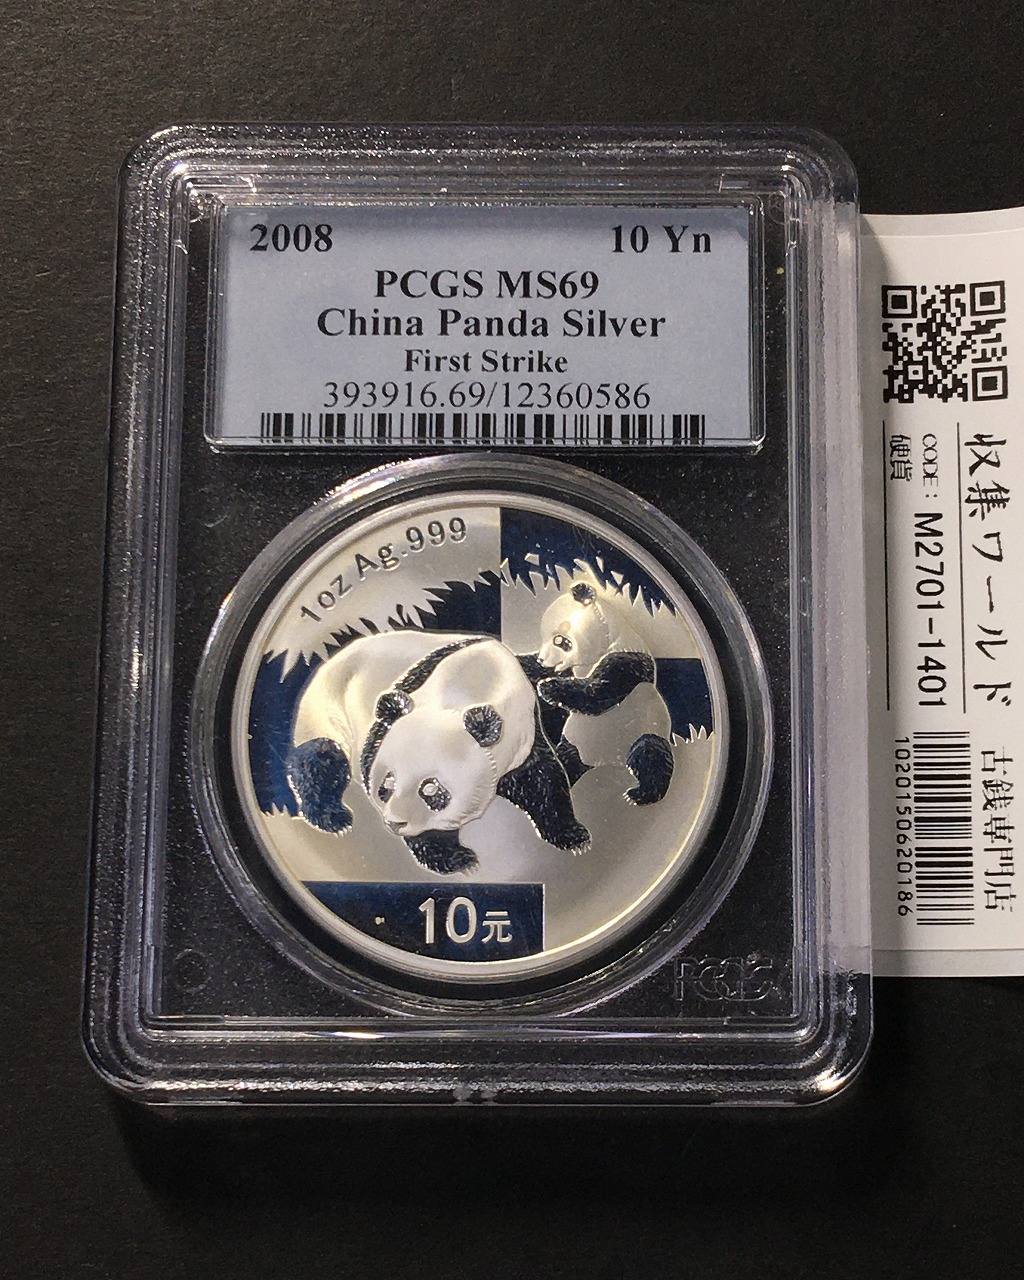 2008 10 Yn
PCGS MS69
China Panda Silver
First Strike
393916.69/12360586
1oz Ag.999
10元
PCGS
収集ワールド 古銭専門店
CODE: M2701-1401
硬貨
1020150620186